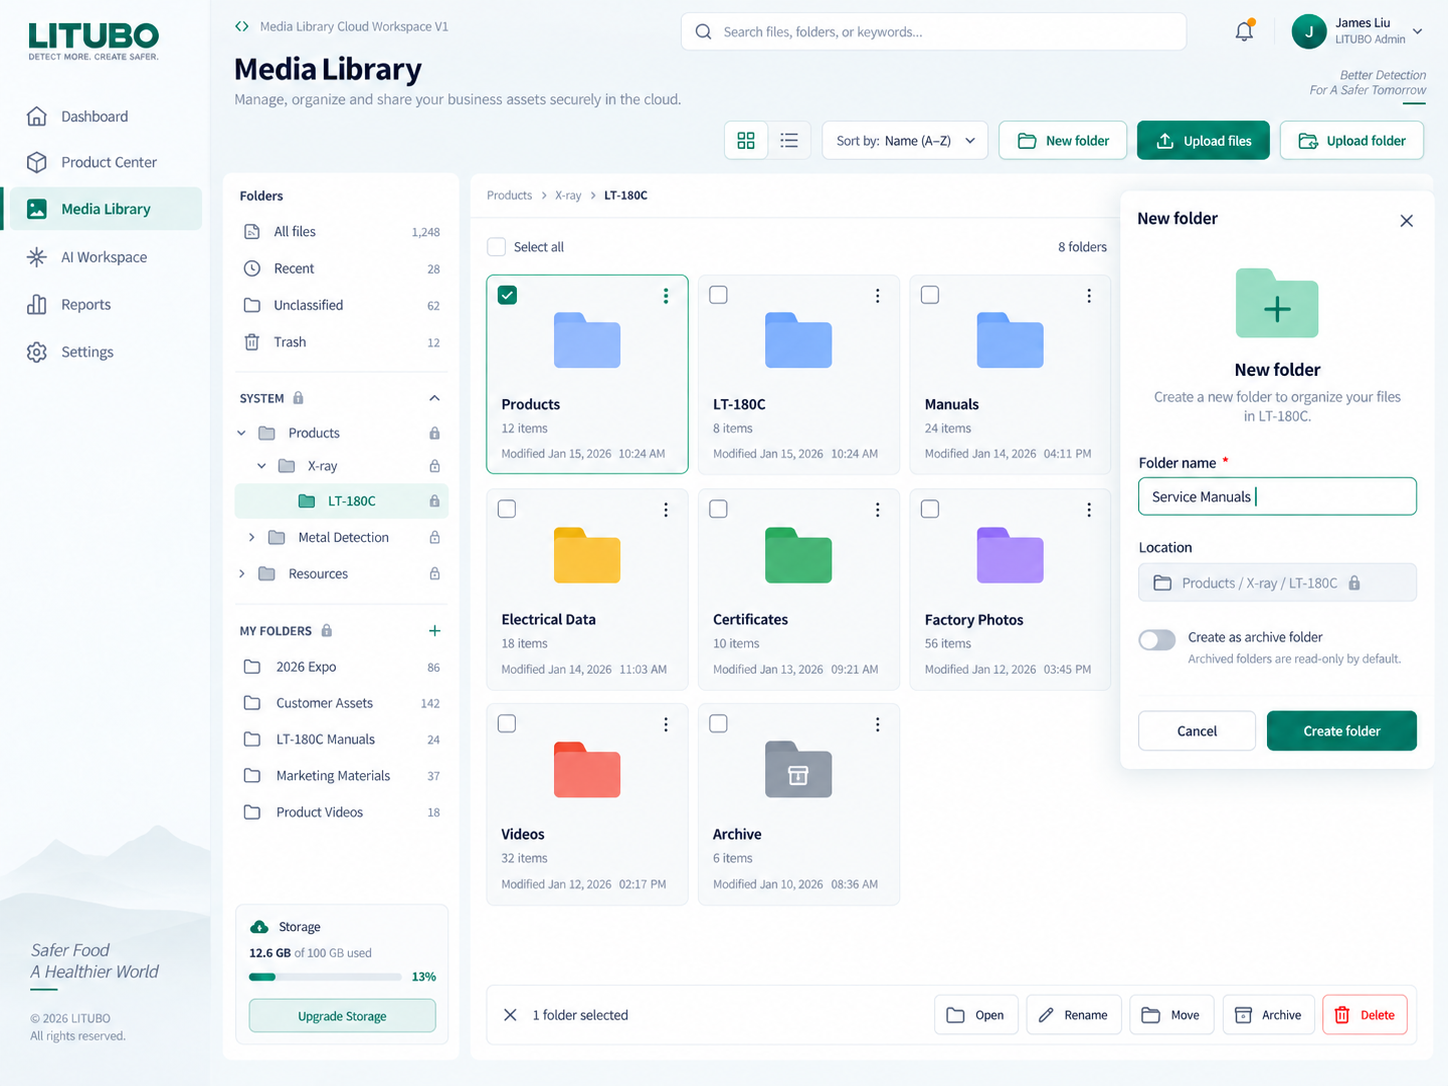 LITUBO
DETECT MORE. CREATE SAFER.
Dashboard
Product Center
Media Library
AI Workspace
Reports
Settings
Safer Food
A Healthier World
© 2026 LITUBO
All rights reserved.
Media Library Cloud Workspace V1
Media Library
Manage, organize and share your business assets securely in the cloud.
Search files, folders, or keywords...
J
James Liu
LITUBO Admin
Better Detection
For A Safer Tomorrow
Sort by: Name (A–Z)
New folder
Upload files
Upload folder
Folders
All files 1,248
Recent 28
Unclassified 62
Trash 12
SYSTEM
Products
X-ray
LT-180C
Metal Detection
Resources
MY FOLDERS
2026 Expo 86
Customer Assets 142
LT-180C Manuals 24
Marketing Materials 37
Product Videos 18
Storage
12.6 GB of 100 GB used
13%
Upgrade Storage
Products > X-ray > LT-180C
Select all
8 folders
Products
12 items
Modified Jan 15, 2026 10:24 AM
LT-180C
8 items
Modified Jan 15, 2026 10:24 AM
Manuals
24 items
Modified Jan 14, 2026 04:11 PM
Electrical Data
18 items
Modified Jan 14, 2026 11:03 AM
Certificates
10 items
Modified Jan 13, 2026 09:21 AM
Factory Photos
56 items
Modified Jan 12, 2026 03:45 PM
Videos
32 items
Modified Jan 12, 2026 02:17 PM
Archive
6 items
Modified Jan 10, 2026 08:36 AM
1 folder selected
Open
Rename
Move
Archive
Delete
New folder
New folder
Create a new folder to organize your files
in LT-180C.
Folder name *
Service Manuals
Location
Products / X-ray / LT-180C
Create as archive folder
Archived folders are read-only by default.
Cancel
Create folder